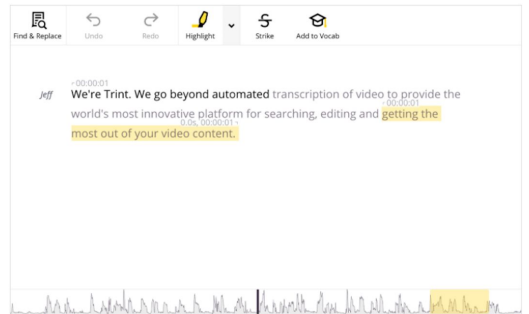 Find & Replace Undo Redo Highlight Strike Add to Vocab
- 00:00:01
jeff We're Trint. We go beyond automated transcription of video to provide the
- 00:00:01
world's most innovative platform for searching, editing and getting the
0.0s, 00:00:01 -
most out of your video content.